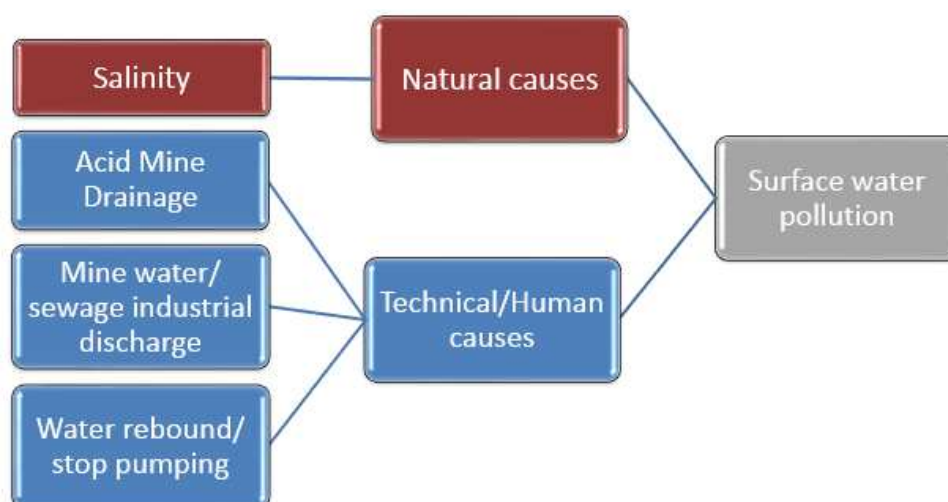 Salinity
Natural causes
Acid Mine
Drainage
Surface water
pollution
Mine water/
sewage industrial
discharge
Technical/Human
causes
Water rebound/
stop pumping